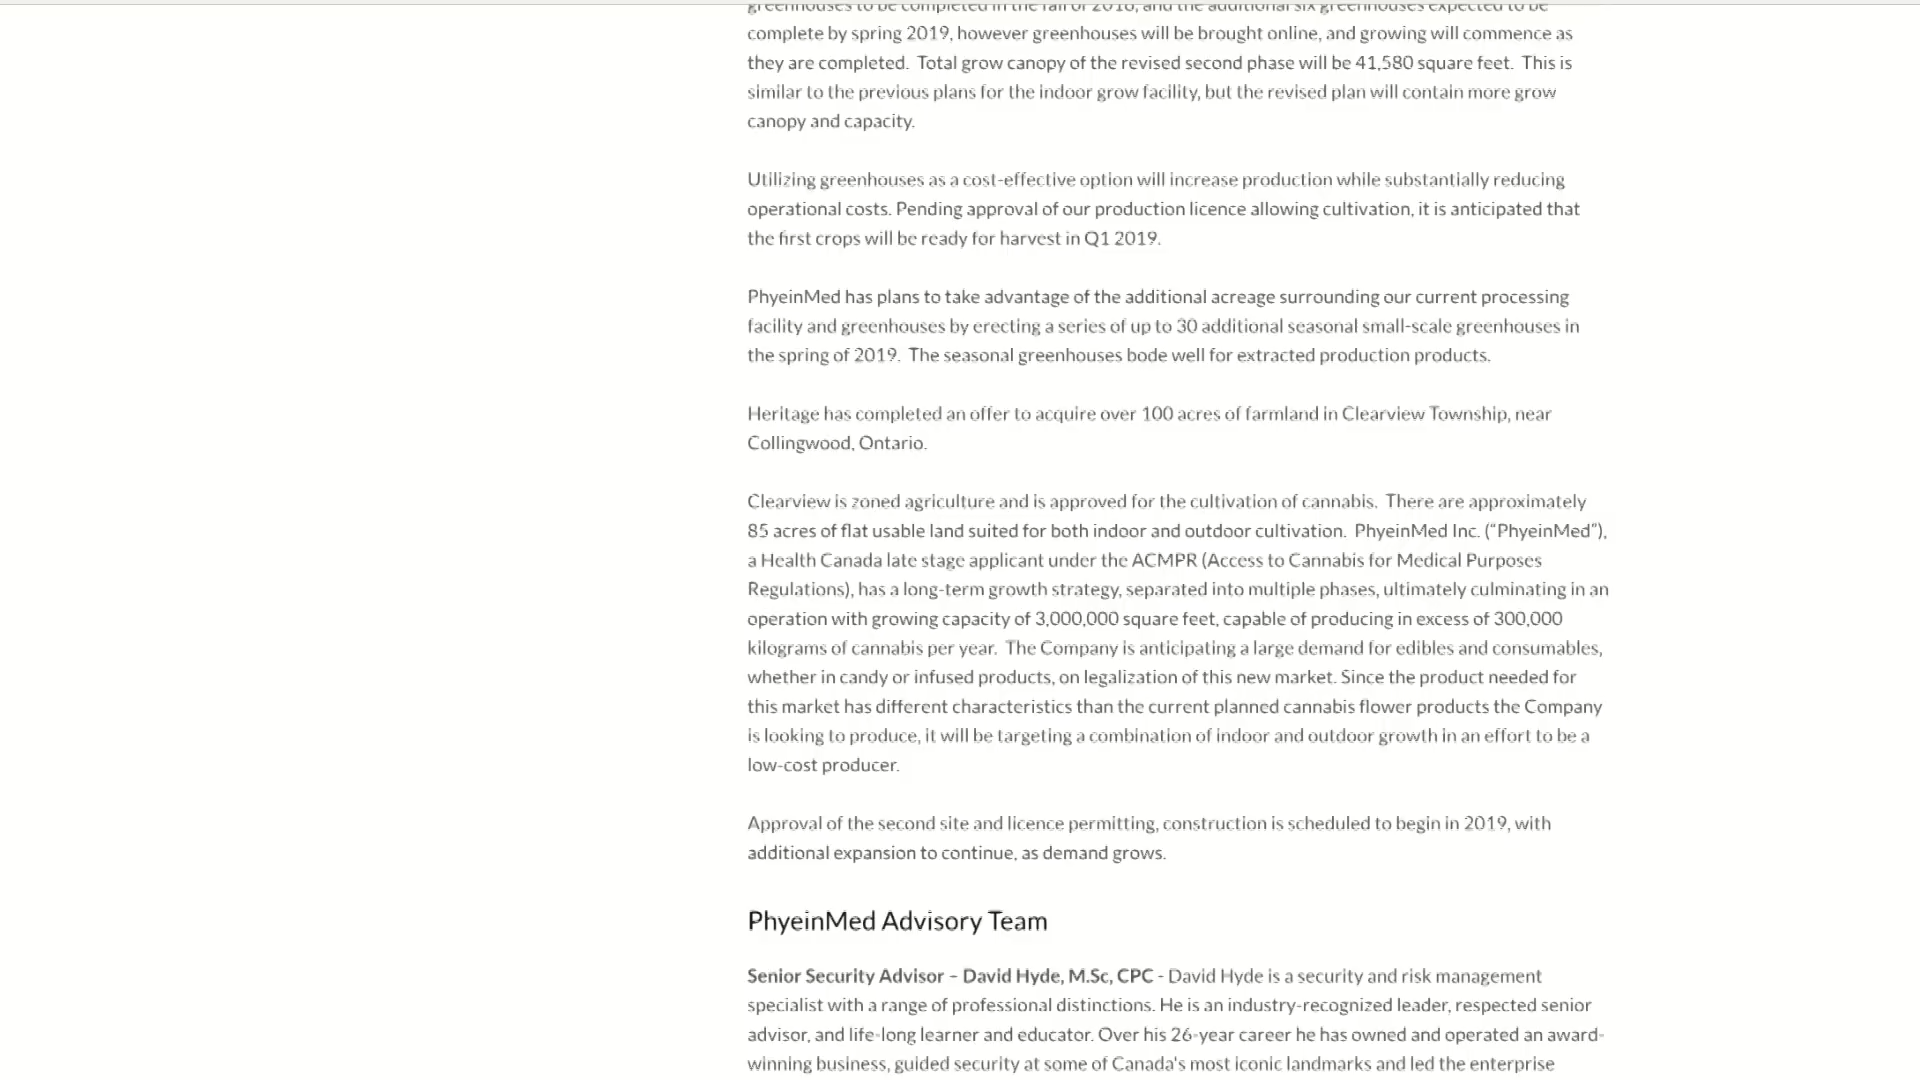 greenhouses to be completed in the fall of 2018, and the additional six greenhouses expected to be
complete by spring 2019, however greenhouses will be brought online, and growing will commence as
they are completed.  Total grow canopy of the revised second phase will be 41,580 square feet.  This is
similar to the previous plans for the indoor grow facility, but the revised plan will contain more grow
canopy and capacity.
Utilizing greenhouses as a cost-effective option will increase production while substantially reducing
operational costs. Pending approval of our production licence allowing cultivation, it is anticipated that
the first crops will be ready for harvest in Q1 2019.
PhyeinMed has plans to take advantage of the additional acreage surrounding our current processing
facility and greenhouses by erecting a series of up to 30 additional seasonal small-scale greenhouses in
the spring of 2019.  The seasonal greenhouses bode well for extracted production products.
Heritage has completed an offer to acquire over 100 acres of farmland in Clearview Township, near
Collingwood, Ontario.
Clearview is zoned agriculture and is approved for the cultivation of cannabis.  There are approximately
85 acres of flat usable land suited for both indoor and outdoor cultivation.  PhyeinMed Inc. (“PhyeinMed”),
a Health Canada late stage applicant under the ACMPR (Access to Cannabis for Medical Purposes
Regulations), has a long-term growth strategy, separated into multiple phases, ultimately culminating in an
operation with growing capacity of 3,000,000 square feet, capable of producing in excess of 300,000
kilograms of cannabis per year.  The Company is anticipating a large demand for edibles and consumables,
whether in candy or infused products, on legalization of this new market. Since the product needed for
this market has different characteristics than the current planned cannabis flower products the Company
is looking to produce, it will be targeting a combination of indoor and outdoor growth in an effort to be a
low-cost producer.
Approval of the second site and licence permitting, construction is scheduled to begin in 2019, with
additional expansion to continue, as demand grows.
PhyeinMed Advisory Team
Senior Security Advisor – David Hyde, M.Sc, CPC - David Hyde is a security and risk management
specialist with a range of professional distinctions. He is an industry-recognized leader, respected senior
advisor, and life-long learner and educator. Over his 26-year career he has owned and operated an award-
winning business, guided security at some of Canada's most iconic landmarks and led the enterprise